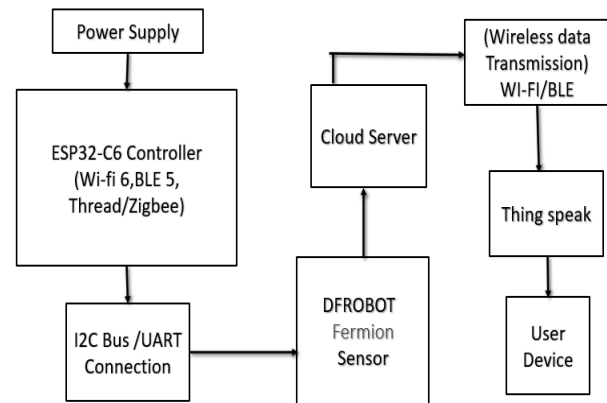 Power Supply
ESP32-C6 Controller
(Wi-fi 6,BLE 5,
Thread/Zigbee)
I2C Bus /UART
Connection
DFROBOT
Fermion
Sensor
Cloud Server
(Wireless data
Transmission)
WI-FI/BLE
Thing speak
User
Device